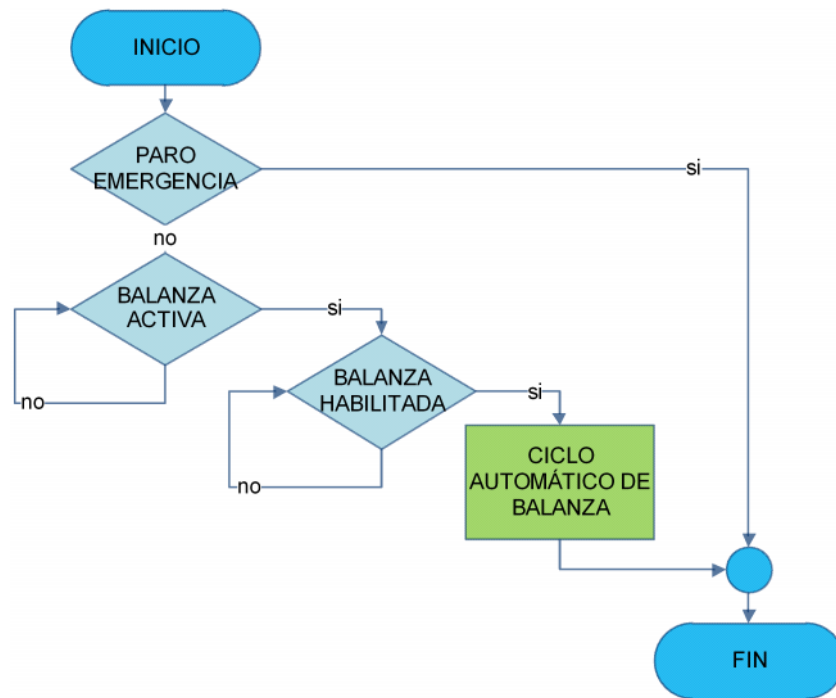 INICIO
PARO
EMERGENCIA
si
no
BALANZA
ACTIVA
si
no
BALANZA
HABILITADA
si
no
CICLO
AUTOMÁTICO DE
BALANZA
FIN